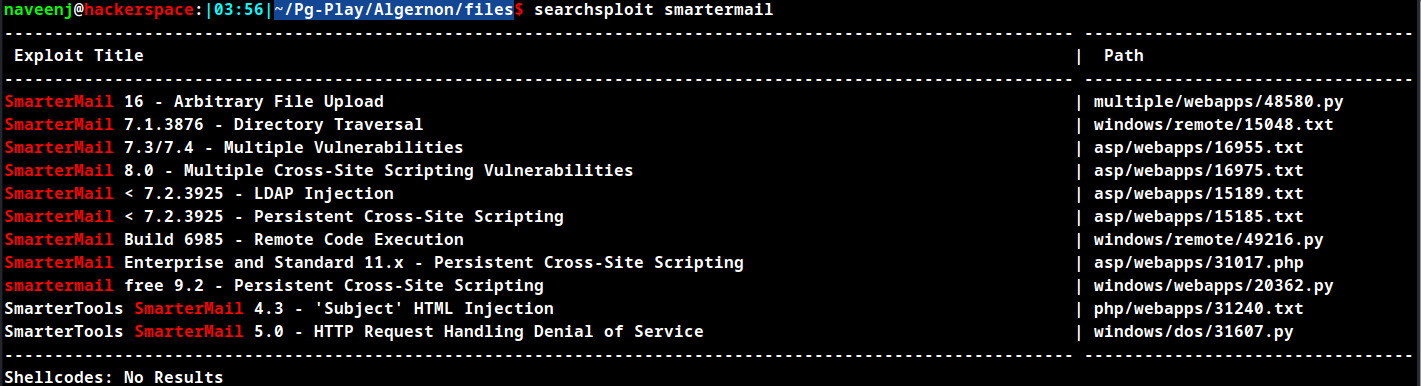 naveenj@hackerspace:|03:56|~/Pg-Play/Algernon/files$ searchsploit smartermail
---------------------------------------------------------------------------------------------------------- ---------------------------------
 Exploit Title                                                                                            |  Path
---------------------------------------------------------------------------------------------------------- ---------------------------------
SmarterMail 16 - Arbitrary File Upload                                                                    | multiple/webapps/48580.py
SmarterMail 7.1.3876 - Directory Traversal                                                                | windows/remote/15048.txt
SmarterMail 7.3/7.4 - Multiple Vulnerabilities                                                            | asp/webapps/16955.txt
SmarterMail 8.0 - Multiple Cross-Site Scripting Vulnerabilities                                           | asp/webapps/16975.txt
SmarterMail < 7.2.3925 - LDAP Injection                                                                   | asp/webapps/15189.txt
SmarterMail < 7.2.3925 - Persistent Cross-Site Scripting                                                  | asp/webapps/15185.txt
SmarterMail Build 6985 - Remote Code Execution                                                            | windows/remote/49216.py
SmarterMail Enterprise and Standard 11.x - Persistent Cross-Site Scripting                                | asp/webapps/31017.php
smartermail free 9.2 - Persistent Cross-Site Scripting                                                    | windows/webapps/20362.py
SmarterTools SmarterMail 4.3 - 'Subject' HTML Injection                                                   | php/webapps/31240.txt
SmarterTools SmarterMail 5.0 - HTTP Request Handling Denial of Service                                    | windows/dos/31607.py
---------------------------------------------------------------------------------------------------------- ---------------------------------
Shellcodes: No Results